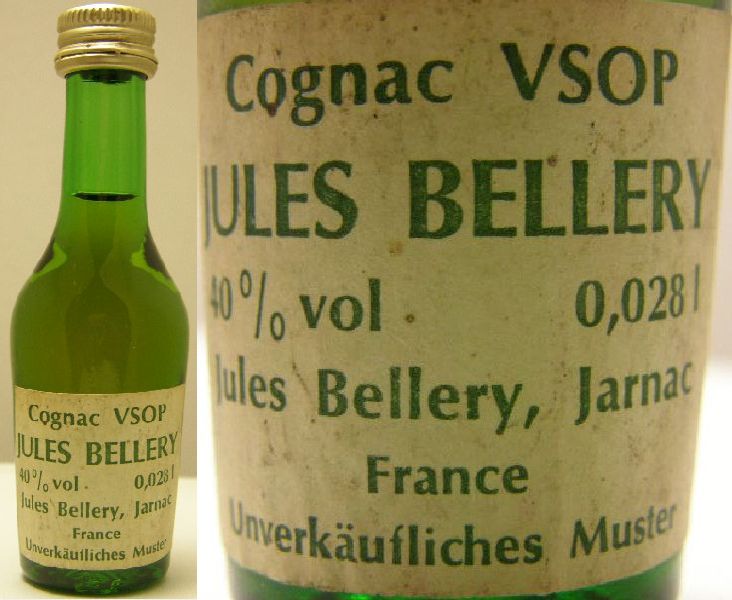 Cognac VSOP
JULES BELLERY
40% vol 0,028 l
Jules Bellery, Jarnac
France
Unverkäufliches Muster
Cognac VSOP
JULES BELLERY
40% vol 0,028 l
Jules Bellery, Jarnac
France
Unverkäufliches Muster